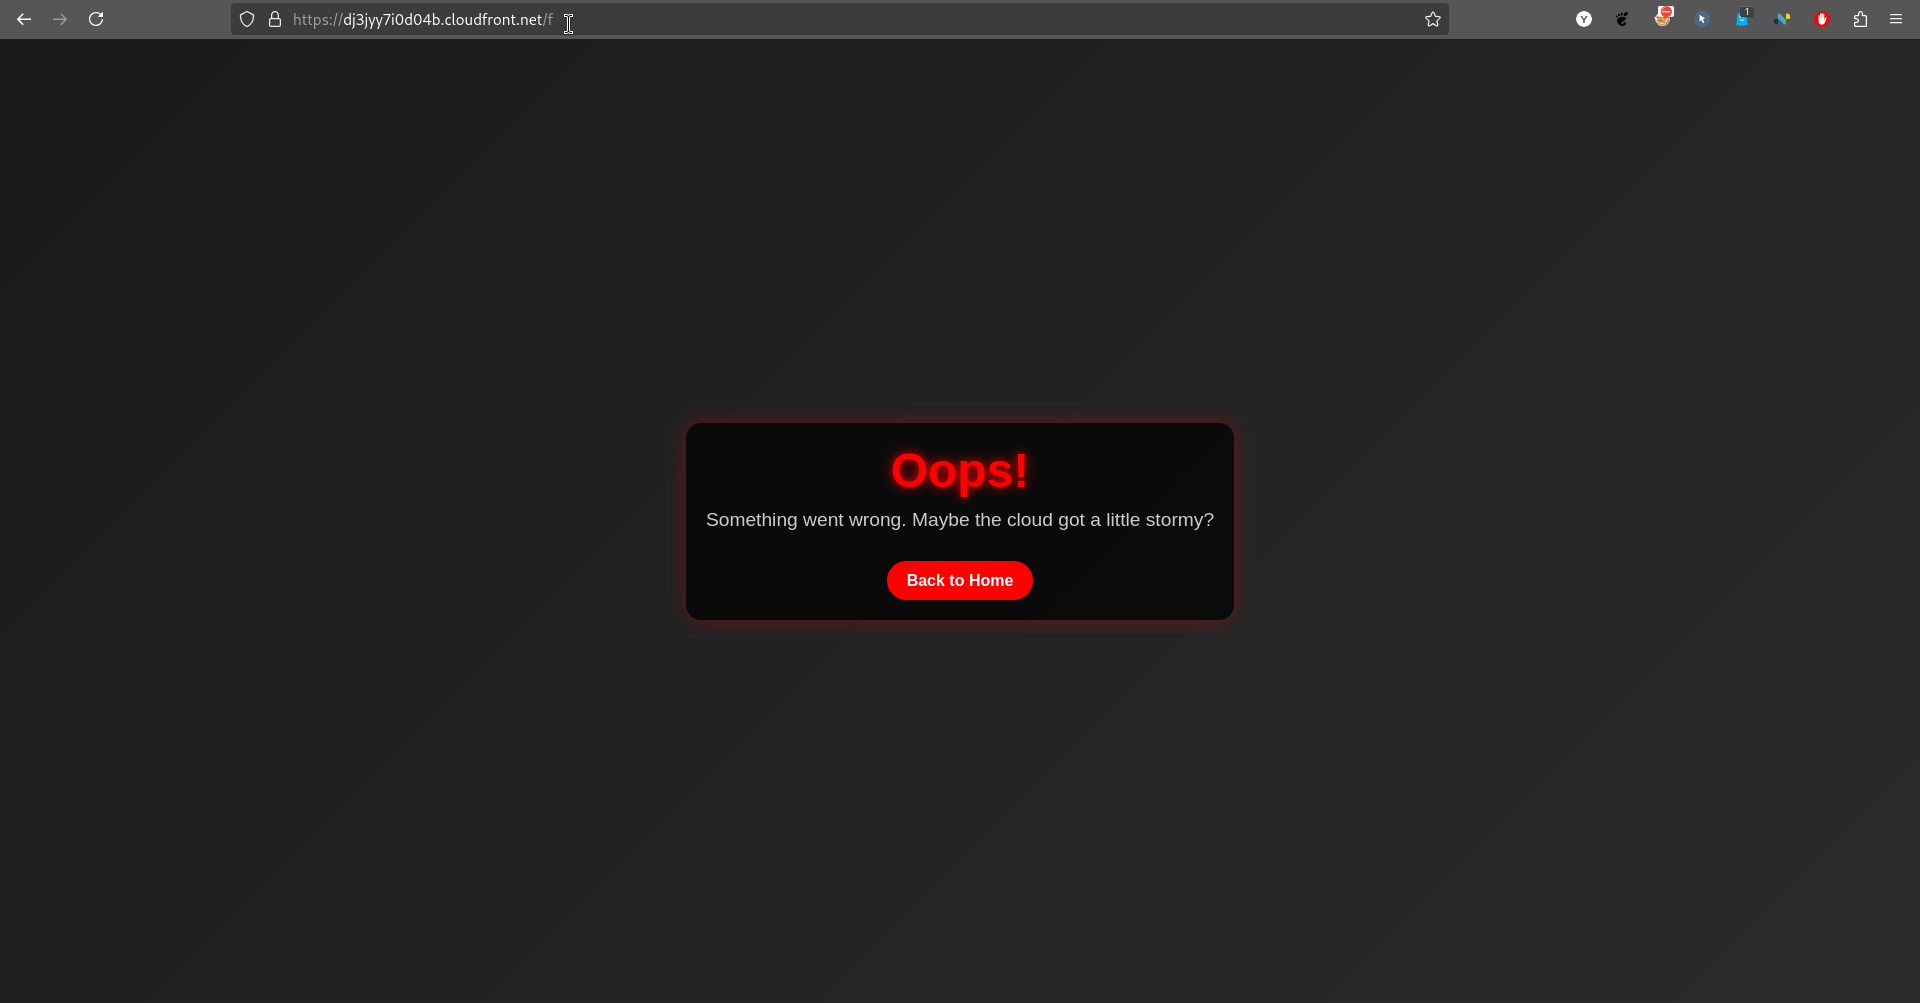 https://dj3jyy7i0d04b.cloudfront.net/f
Y
1
Oops!
Something went wrong. Maybe the cloud got a little stormy?
Back to Home